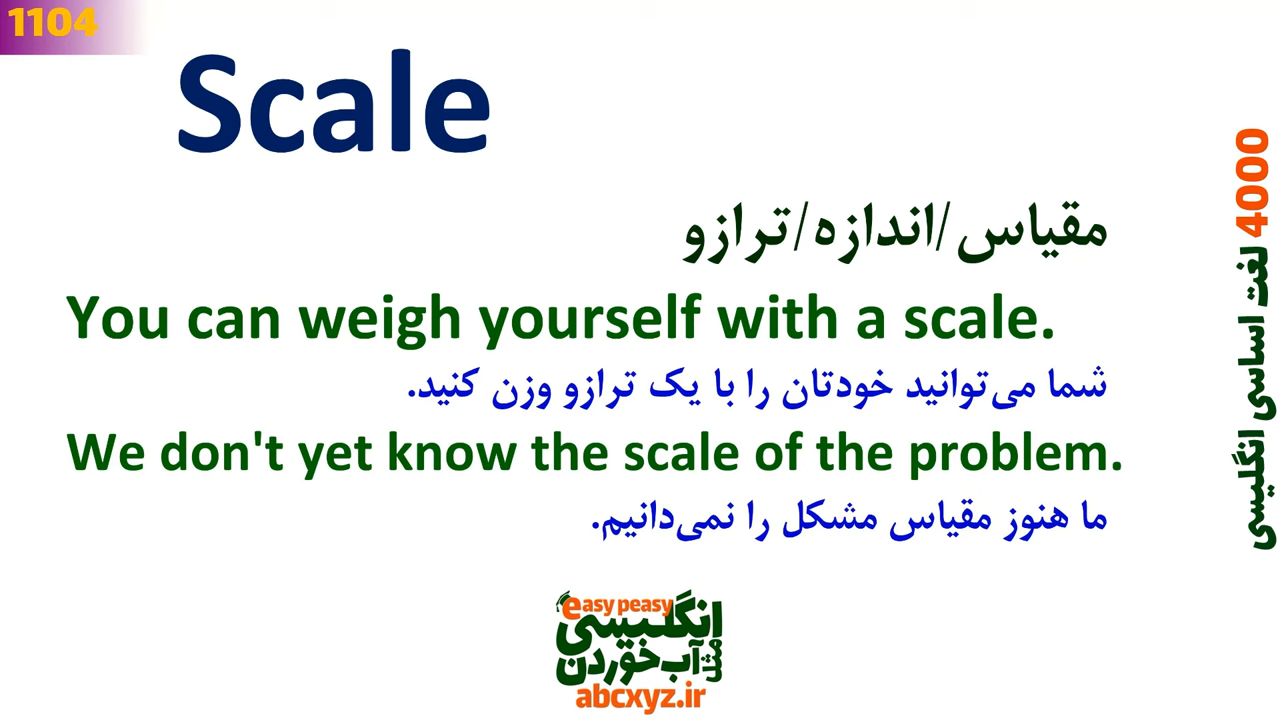 1104
Scale
مقیاس/اندازه/ترازو
You can weigh yourself with a scale.
شما می‌توانید خودتان را با یک ترازو وزن کنید.
We don't yet know the scale of the problem.
ما هنوز مقیاس مشکل را نمی‌دانیم.
4000 لغت اساسی انگلیسی
easy peasy
انگلیسی
مثل آب خوردن
abcxyz.ir